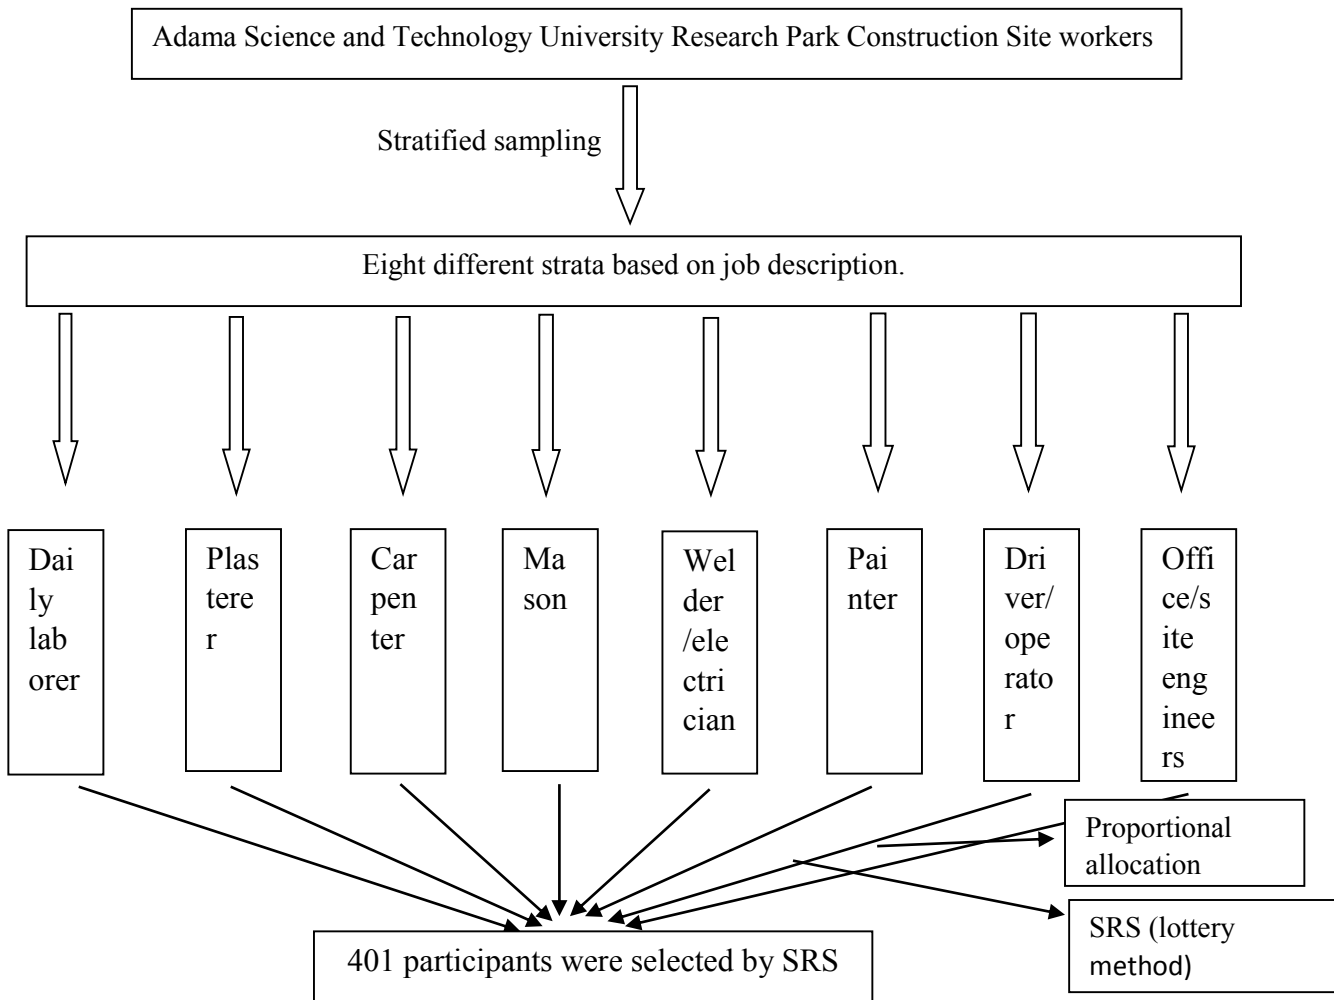 Adama Science and Technology University Research Park Construction Site workers
Stratified sampling
Eight different strata based on job description.
Dai
ly
lab
orer
Plas
tere
r
Car
pen
ter
Ma
son
Wel
der
/ele
ctri
cian
Pai
nter
Dri
ver/
ope
rato
r
Offi
ce/s
ite
eng
inee
rs
Proportional
allocation
SRS (lottery
method)
401 participants were selected by SRS